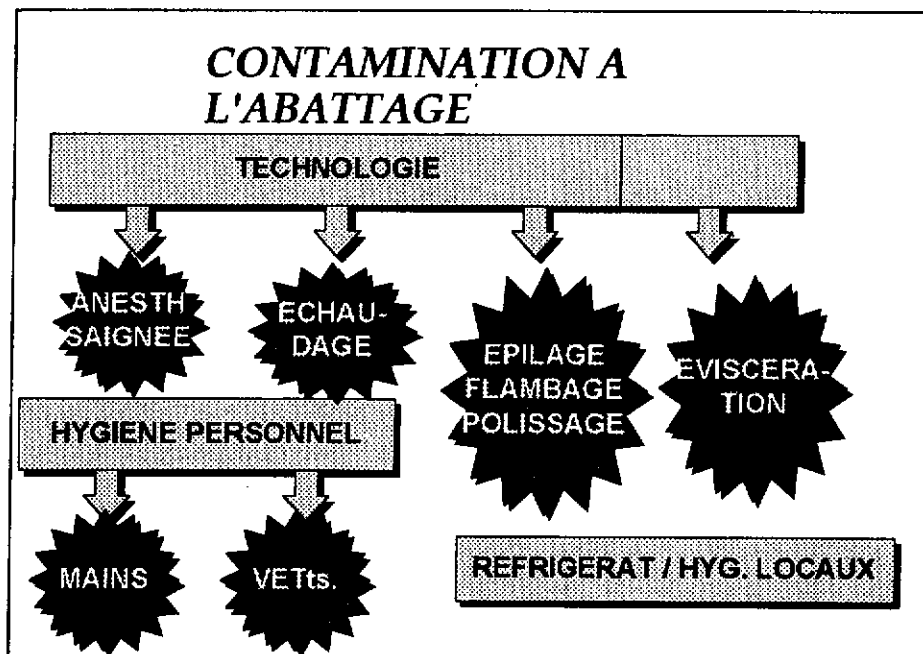 CONTAMINATION A
L'ABATTAGE
TECHNOLOGIE
ANESTH
SAIGNEE
ECHAU-
DAGE
EPILAGE
FLAMBAGE
POLISSAGE
EVISCERA-
TION
HYGIENE PERSONNEL
MAINS
VETts.
REFRIGERAT / HYG. LOCAUX